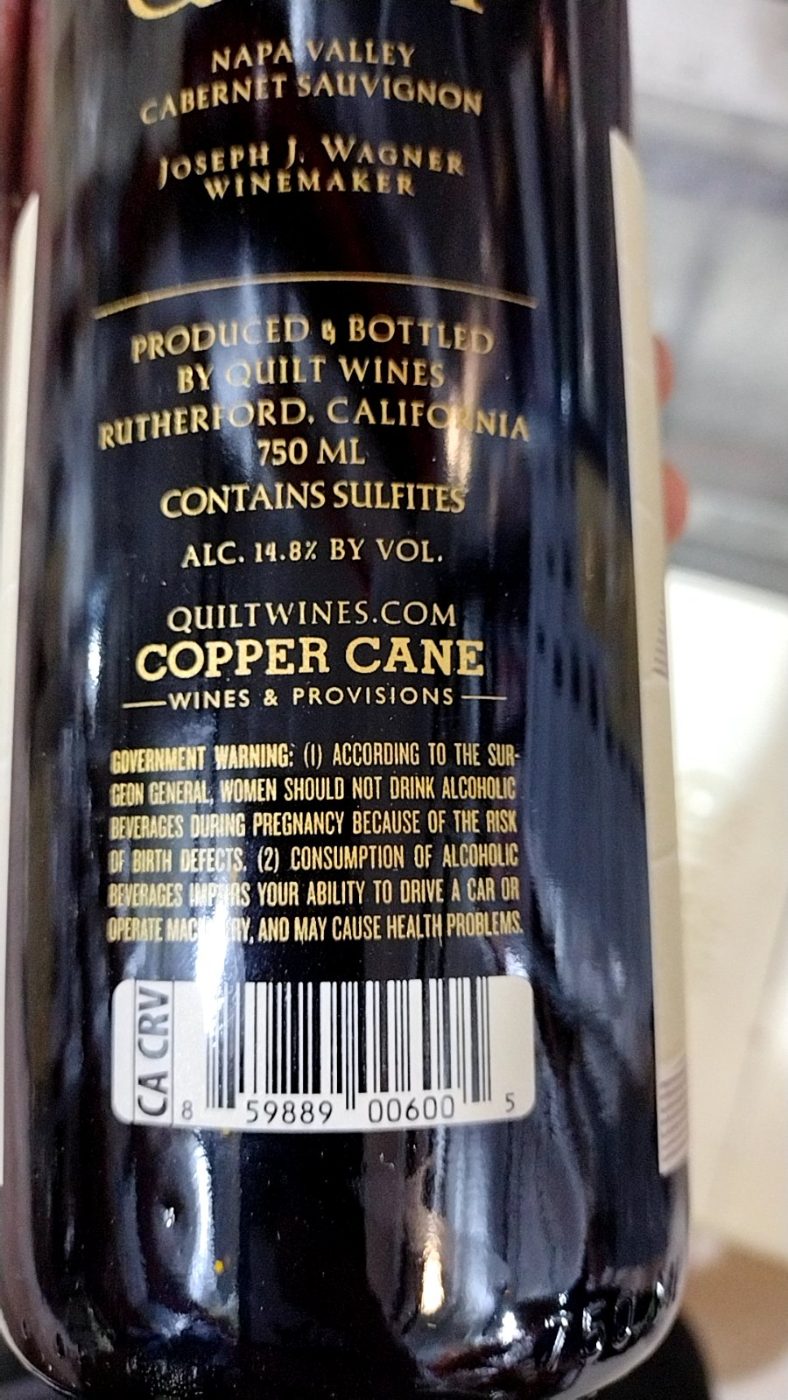 NAPA VALLEY
CABERNET SAUVIGNON
JOSEPH J. WAGNER
WINEMAKER
PRODUCED & BOTTLED
BY QUILT WINES
RUTHERFORD, CALIFORNIA
750 ML
CONTAINS SULFITES
ALC. 14.8% BY VOL.
QUILTWINES.COM
COPPER CANE
WINES & PROVISIONS
GOVERNMENT WARNING: (1) ACCORDING TO THE SUR-
GEON GENERAL, WOMEN SHOULD NOT DRINK ALCOHOLIC
BEVERAGES DURING PREGNANCY BECAUSE OF THE RISK
OF BIRTH DEFECTS. (2) CONSUMPTION OF ALCOHOLIC
BEVERAGES IMPAIRS YOUR ABILITY TO DRIVE A CAR OR
OPERATE MACHINERY, AND MAY CAUSE HEALTH PROBLEMS.
CA CRV
8 59889 00600 5